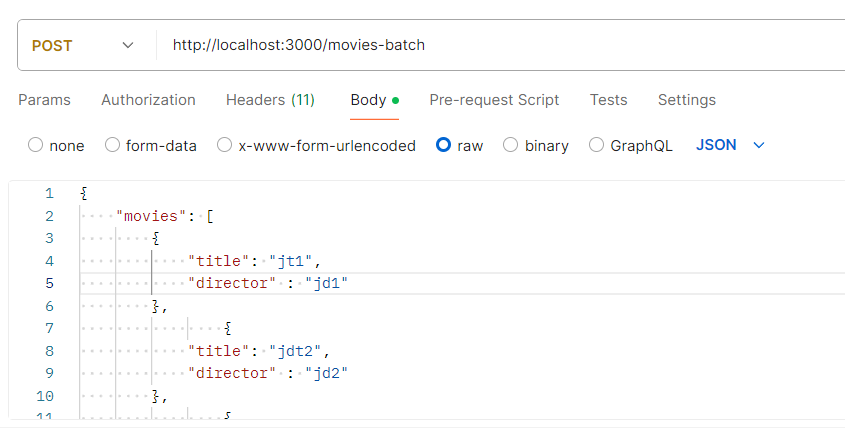 POST http://localhost:3000/movies-batch
Params Authorization Headers (11) Body Pre-request Script Tests Settings
none form-data x-www-form-urlencoded raw binary GraphQL JSON
1 {
2 "movies": [
3 {
4 "title": "jt1",
5 "director" : "jd1"
6 },
7 {
8 "title": "jdt2",
9 "director" : "jd2"
10 },
11 {